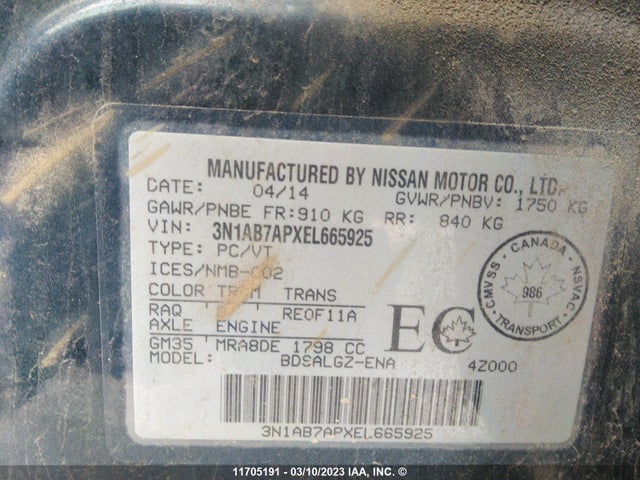 MANUFACTURED BY NISSAN MOTOR CO., LTD.
DATE: 04/14 GVWR/PNBV: 1750 KG
GAWR/PNBE FR: 910 KG RR: 840 KG
VIN: 3N1AB7APXEL665925
TYPE: PC/VT
ICES/NMB-002
COLOR TRIM TRANS
RAQ REOF11A
AXLE ENGINE
GM35 MRA8DE 1798 CC
MODEL: BDSALGZ-ENA 4Z000
EC
CMVSS - CANADA - NSVAC
986
TRANSPORT
3N1AB7APXEL665925
11705191 — 03/10/2023 IAA, INC. ©